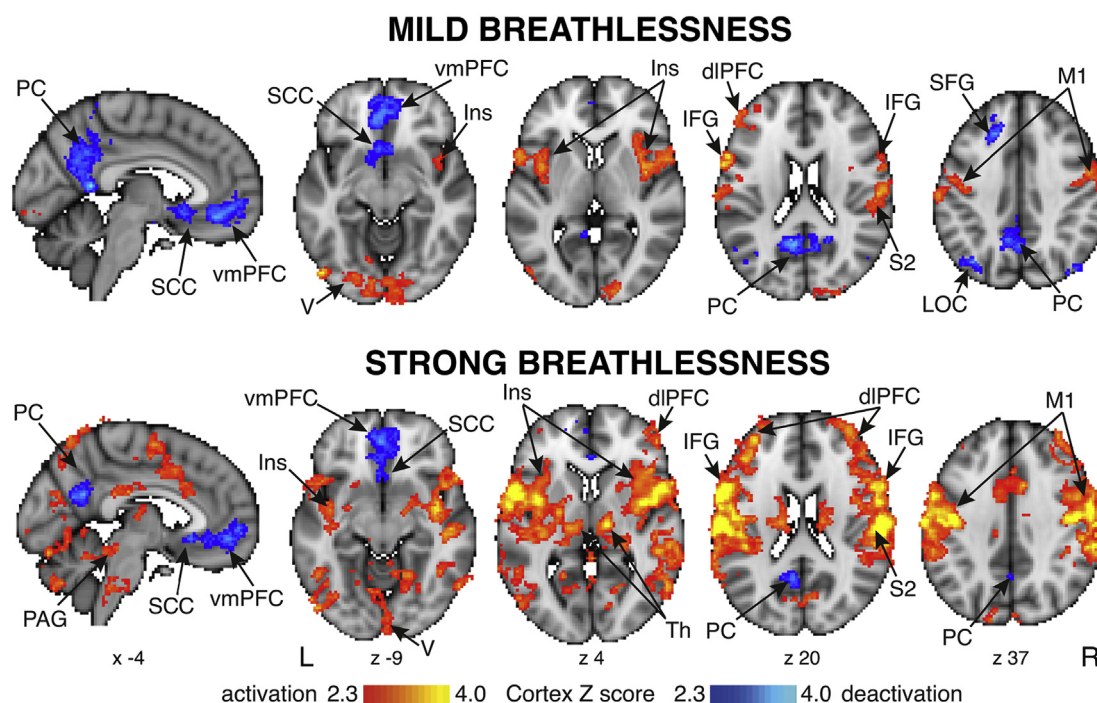 MILD BREATHLESSNESS
PC
SCC
vmPFC
SCC
vmPFC
Ins
V
Ins
dlPFC
IFG
IFG
PC
S2
SFG
M1
LOC
PC
STRONG BREATHLESSNESS
PC
PAG
SCC
vmPFC
vmPFC
SCC
Ins
V
Ins
dlPFC
Th
dlPFC
IFG
IFG
PC
S2
M1
PC
x -4
L
z -9
z 4
z 20
z 37
R
activation 2.3 4.0 Cortex Z score 2.3 4.0 deactivation